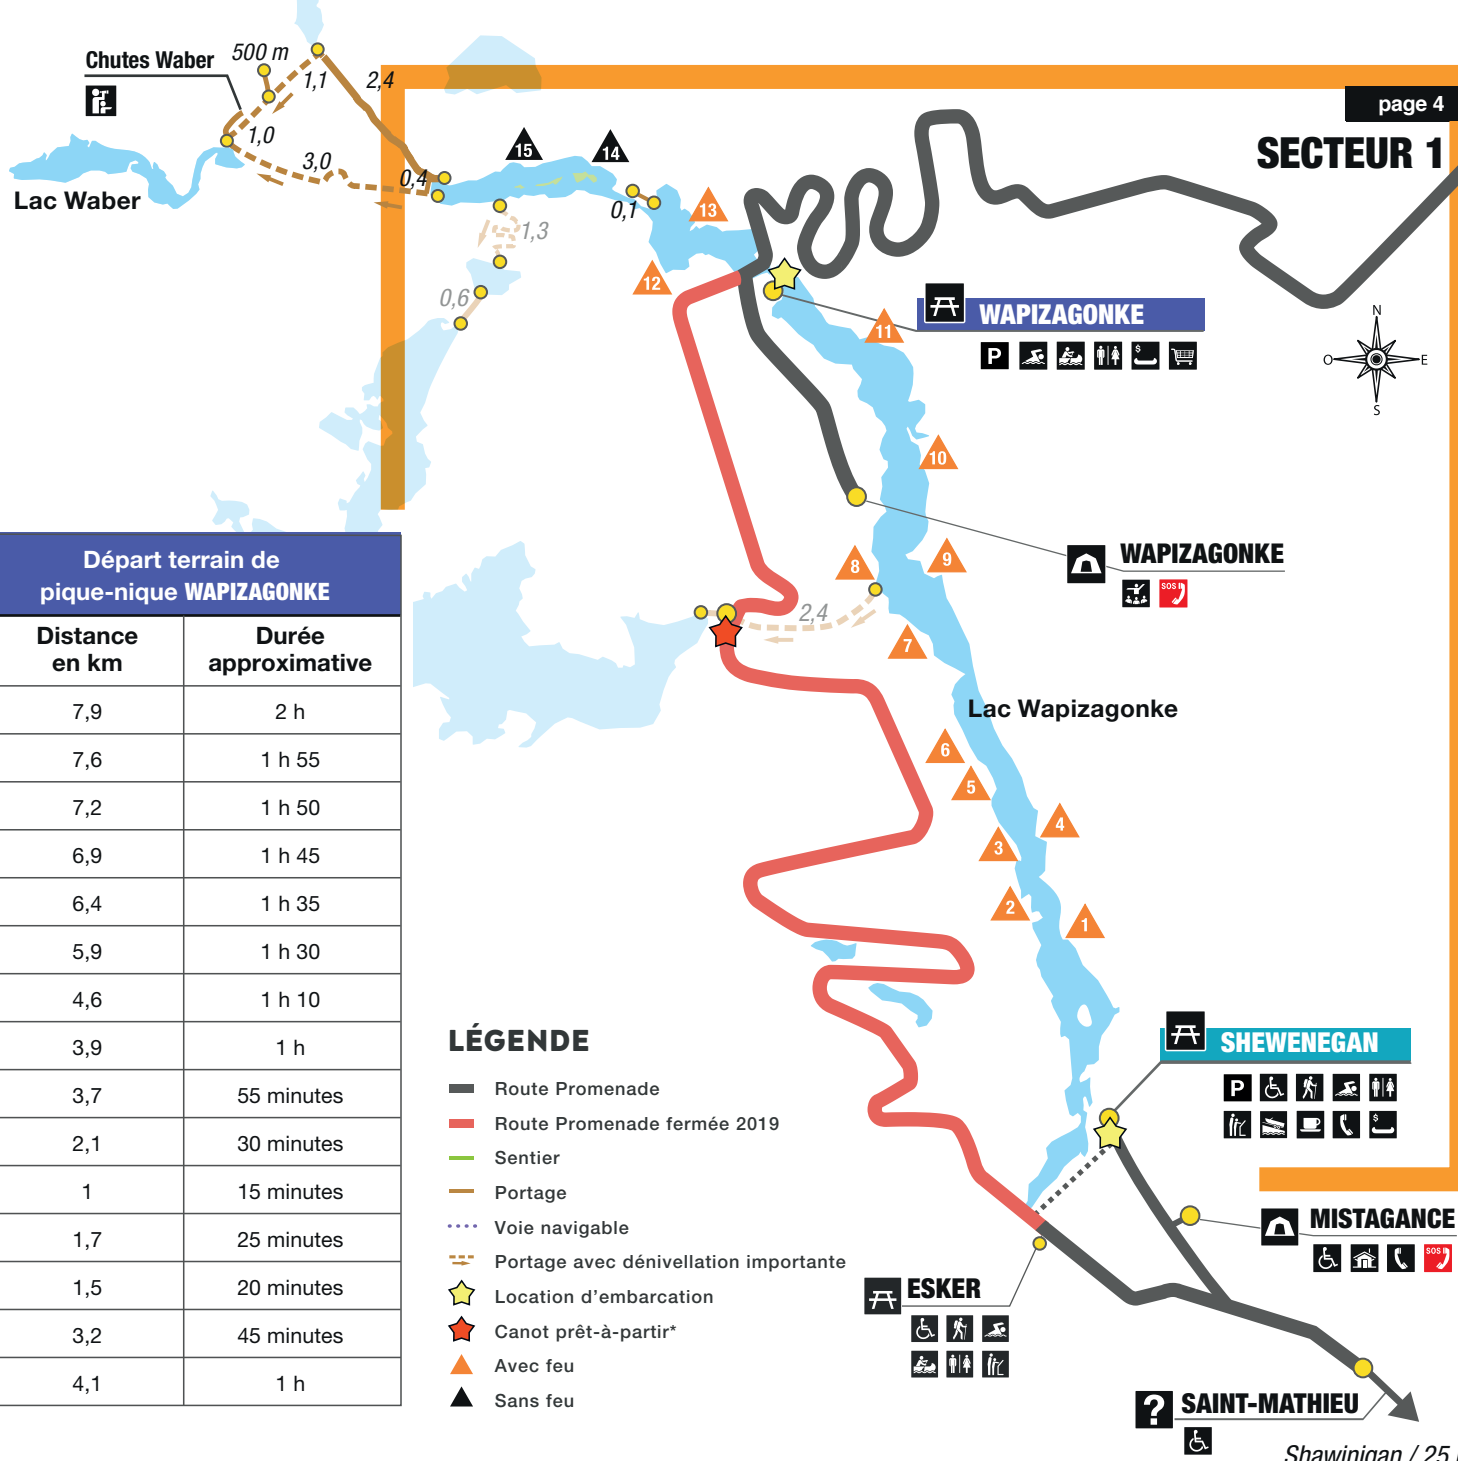 Chutes Waber
500 m
1,1
2,4
1,0
3,0
0,4
Lac Waber
15
14
0,1
13
12
1,3
0,6
page 4
SECTEUR 1
WAPIZAGONKE
P
$
N
O
E
S
11
10
9
8
7
2,4
WAPIZAGONKE
SOS
Lac Wapizagonke
6
5
4
3
2
1
Départ terrain de
pique-nique WAPIZAGONKE
Distance
en km
Durée
approximative
7,9 2 h
7,6 1 h 55
7,2 1 h 50
6,9 1 h 45
6,4 1 h 35
5,9 1 h 30
4,6 1 h 10
3,9 1 h
3,7 55 minutes
2,1 30 minutes
1 15 minutes
1,7 25 minutes
1,5 20 minutes
3,2 45 minutes
4,1 1 h
LÉGENDE
Route Promenade
Route Promenade fermée 2019
Sentier
Portage
Voie navigable
Portage avec dénivellation importante
Location d'embarcation
Canot prêt-à-partir*
Avec feu
Sans feu
SHEWENEGAN
P
$
MISTAGANCE
SOS
ESKER
?
SAINT-MATHIEU
Shawinigan / 25